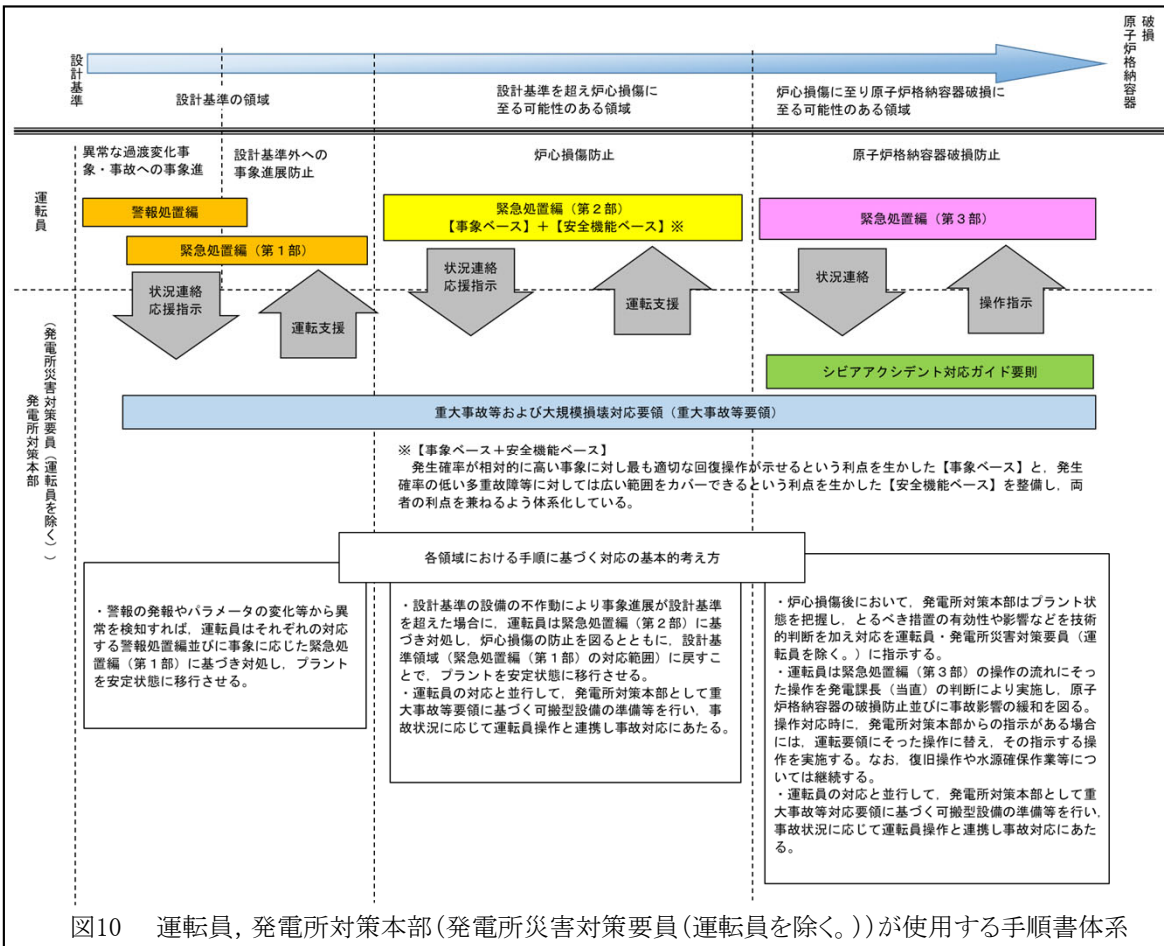 設計基準
原子炉格納容器
破損
設計基準の領域
設計基準を超え炉心損傷に
至る可能性のある領域
炉心損傷に至り原子炉格納容器破損に
至る可能性のある領域
運転員
異常な過渡変化事
象・事故への事象進
設計基準外への
事象進展防止
炉心損傷防止
原子炉格納容器破損防止
警報処置編
緊急処置編（第１部）
緊急処置編（第２部）
【事象ベース】＋【安全機能ベース】※
緊急処置編（第３部）
状況連絡
応援指示
運転支援
状況連絡
応援指示
運転支援
状況連絡
操作指示
発電所対策本部
（発電所災害対策要員（運転員を除く））
シビアアクシデント対応ガイド要則
重大事故等および大規模損壊対応要領（重大事故等要領）
※【事象ベース＋安全機能ベース】
発生確率が相対的に高い事象に対し最も適切な回復操作が示せるという利点を生かした【事象ベース】と，発生
確率の低い多重故障等に対しては広い範囲をカバーできるという利点を生かした【安全機能ベース】を整備し，両
者の利点を兼ねるよう体系化している。
各領域における手順に基づく対応の基本的考え方
・警報の発報やパラメータの変化等から異
常を検知すれば，運転員はそれぞれの対応
する警報処置編並びに事象に応じた緊急処
置編（第１部）に基づき対処し，プラント
を安定状態に移行させる。
・設計基準の設備の不作動により事象進展が設計基準
を超えた場合に，運転員は緊急処置編（第２部）に基
づき対処し，炉心損傷の防止を図るとともに，設計基
準領域（緊急処置編（第１部）の対応範囲）に戻すこ
とで，プラントを安定状態に移行させる。
・運転員の対応と並行して，発電所対策本部として重
大事故等要領に基づく可搬型設備の準備等を行い，事
故状況に応じて運転員操作と連携し事故対応にあたる。
・炉心損傷後において，発電所対策本部はプラント状
態を把握し，とるべき措置の有効性や影響などを技術
的判断を加え対応を運転員・発電所災害対策要員（運
転員を除く。）に指示する。
・運転員は緊急処置編（第３部）の操作の流れにそっ
た操作を発電課長（当直）の判断により実施し，原子
炉格納容器の破損防止並びに事故影響の緩和を図る。
操作対応時に，発電所対策本部からの指示がある場合
には，運転要領にそった操作に替え，その指示する操
作を実施する。なお，復旧操作や水源確保作業等につ
いては継続する。
・運転員の対応と並行して，発電所対策本部として重
大事故等対応要領に基づく可搬型設備の準備等を行い，
事故状況に応じて運転員操作と連携し事故対応にあた
る。
図10　運転員，発電所対策本部（発電所災害対策要員（運転員を除く。））が使用する手順書体系